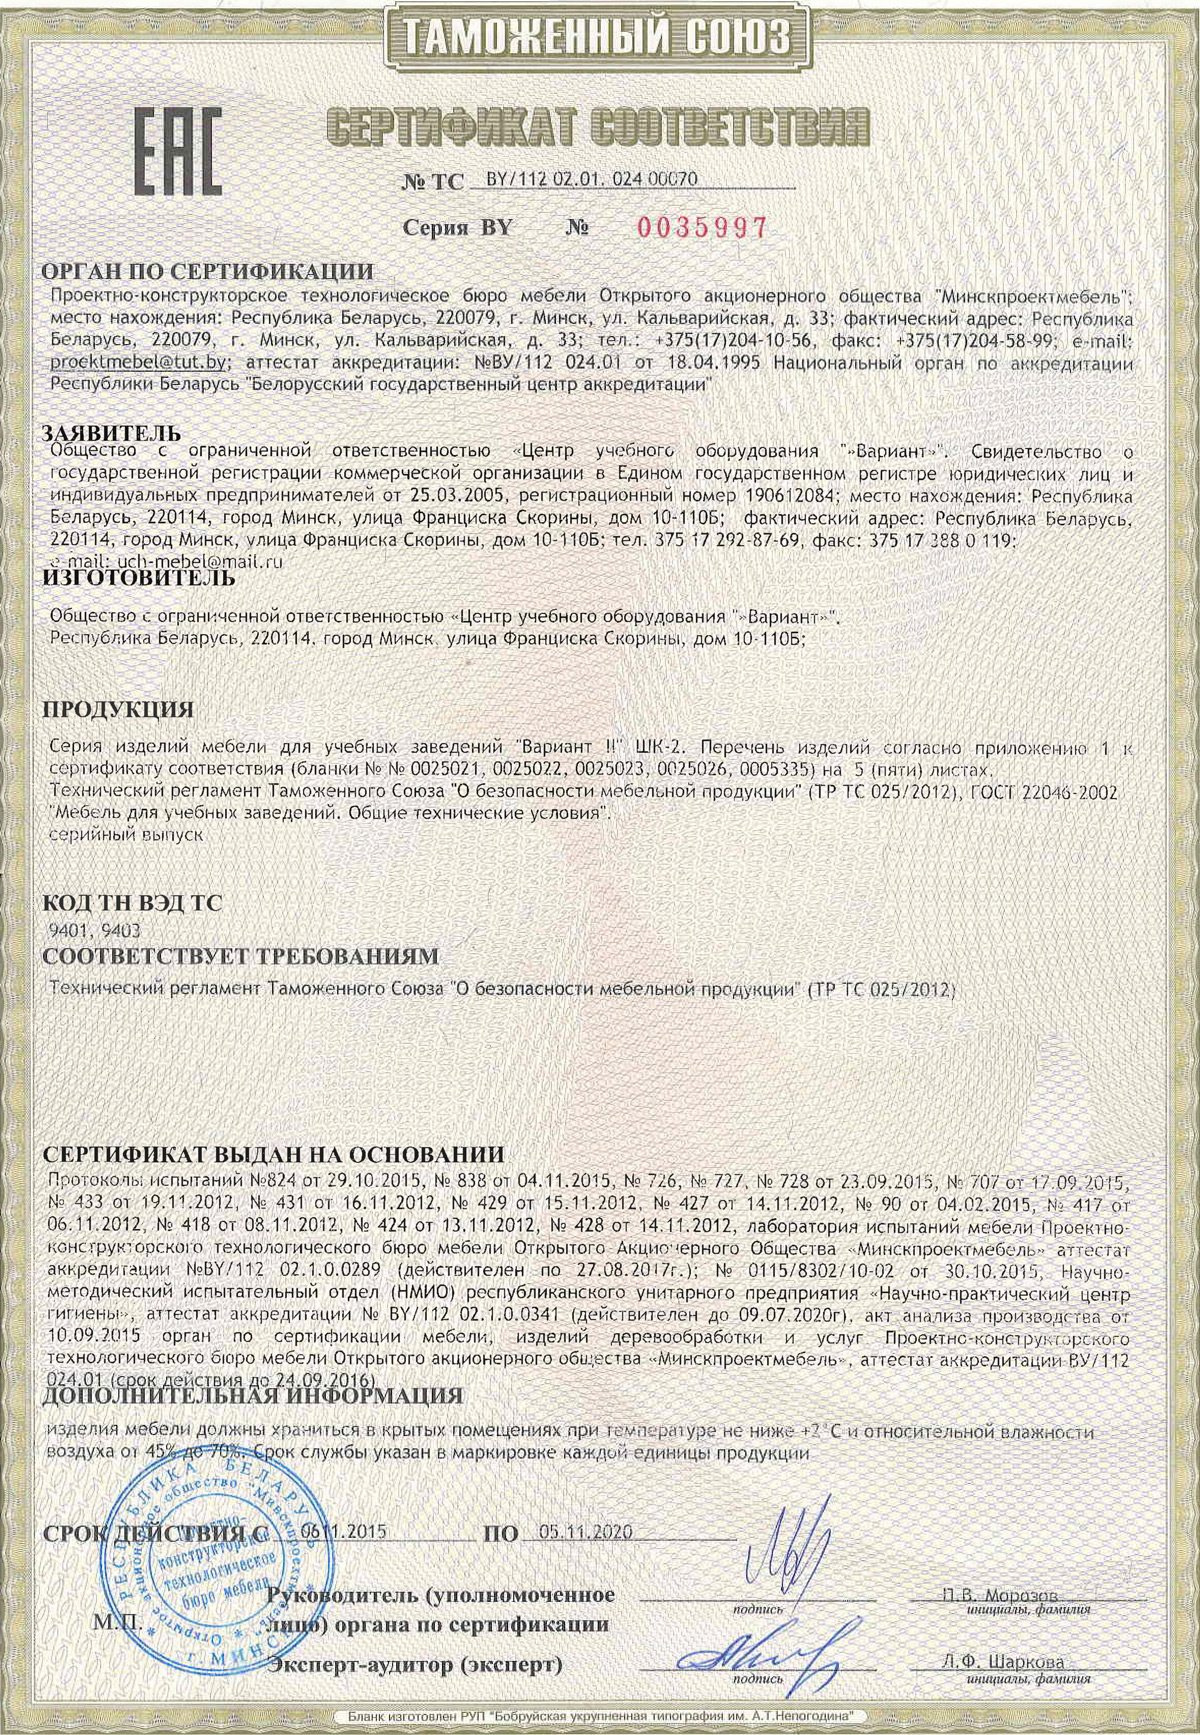 ТАМОЖЕННЫЙ СОЮЗ
ЕАС
СЕРТИФИКАТ СООТВЕТСТВИЯ
№ ТС BY/112 02.01. 024 00070
Серия BY № 0035997
ОРГАН ПО СЕРТИФИКАЦИИ
Проектно-конструкторское технологическое бюро мебели Открытого акционерного общества "Минскпроектмебель";
место нахождения: Республика Беларусь, 220079, г. Минск, ул. Кальварийская, д. 33; фактический адрес: Республика
Беларусь, 220079, г. Минск, ул. Кальварийская, д. 33; тел.: +375(17)204-10-56, факс: +375(17)204-58-99; e-mail:
proektmebel@tut.by; аттестат аккредитации: №BY/112 024.01 от 18.04.1995 Национальный орган по аккредитации
Республики Беларусь "Белорусский государственный центр аккредитации"
ЗАЯВИТЕЛЬ
Общество с ограниченной ответственностью «Центр учебного оборудования "»Вариант»". Свидетельство о
государственной регистрации коммерческой организации в Едином государственном регистре юридических лиц и
индивидуальных предпринимателей от 25.03.2005, регистрационный номер 190612084; место нахождения: Республика
Беларусь, 220114, город Минск, улица Франциска Скорины, дом 10-110Б; фактический адрес: Республика Беларусь,
220114, город Минск, улица Франциска Скорины, дом 10-110Б; тел. 375 17 292-87-69, факс: 375 17 388 0 119;
e-mail: uch-mebel@mail.ru
ИЗГОТОВИТЕЛЬ
Общество с ограниченной ответственностью «Центр учебного оборудования "»Вариант»".
Республика Беларусь, 220114, город Минск, улица Франциска Скорины, дом 10-110Б;
ПРОДУКЦИЯ
Серия изделий мебели для учебных заведений "Вариант II" ШК-2. Перечень изделий согласно приложению 1 к
сертификату соответствия (бланки № № 0025021, 0025022, 0025023, 0025026, 0005335) на 5 (пяти) листах.
Технический регламент Таможенного Союза "О безопасности мебельной продукции" (ТР ТС 025/2012), ГОСТ 22046-2002
"Мебель для учебных заведений. Общие технические условия".
серийный выпуск
КОД ТН ВЭД ТС
9401, 9403
СООТВЕТСТВУЕТ ТРЕБОВАНИЯМ
Технический регламент Таможенного Союза "О безопасности мебельной продукции" (ТР ТС 025/2012)
СЕРТИФИКАТ ВЫДАН НА ОСНОВАНИИ
Протоколы испытаний №824 от 29.10.2015, № 838 от 04.11.2015, № 726, № 727, № 728 от 23.09.2015, № 707 от 17.09.2015,
№ 433 от 19.11.2012, № 431 от 16.11.2012, № 429 от 15.11.2012, № 427 от 14.11.2012, № 90 от 04.02.2015, № 417 от
06.11.2012, № 418 от 08.11.2012, № 424 от 13.11.2012, № 428 от 14.11.2012, лаборатория испытаний мебели Проектно-
конструкторского технологического бюро мебели Открытого Акционерного Общества «Минскпроектмебель» аттестат
аккредитации №BY/112 02.1.0.0289 (действителен по 27.08.2017г.); № 0115/8302/10-02 от 30.10.2015, Научно-
методический испытательный отдел (НМИО) республиканского унитарного предприятия «Научно-практический центр
гигиены», аттестат аккредитации № BY/112 02.1.0.0341 (действителен до 09.07.2020г), акт анализа производства от
10.09.2015 орган по сертификации мебели, изделий деревообработки и услуг Проектно-конструкторского
технологического бюро мебели Открытого акционерного общества «Минскпроектмебель», аттестат аккредитации BY/112
024.01 (срок действия до 24.09.2016)
ДОПОЛНИТЕЛЬНАЯ ИНФОРМАЦИЯ
изделия мебели должны храниться в крытых помещениях при температуре не ниже +2°С и относительной влажности
воздуха от 45% до 70%. Срок службы указан в маркировке каждой единицы продукции
СРОК ДЕЙСТВИЯ С 06.11.2015 ПО 05.11.2020
РЕСПУБЛИКА БЕЛАРУСЬ
Открытое акционерное общество "Минскпроектмебель"
Проектно-
конструкторское
технологическое
бюро мебели
г. МИНСК
М.П.
Руководитель (уполномоченное
лицо) органа по сертификации
подпись
П.В. Морозов
инициалы, фамилия
Эксперт-аудитор (эксперт)
подпись
Л.Ф. Шаркова
инициалы, фамилия
Бланк изготовлен РУП "Бобруйская укрупненная типография им. А.Т.Непогодина"